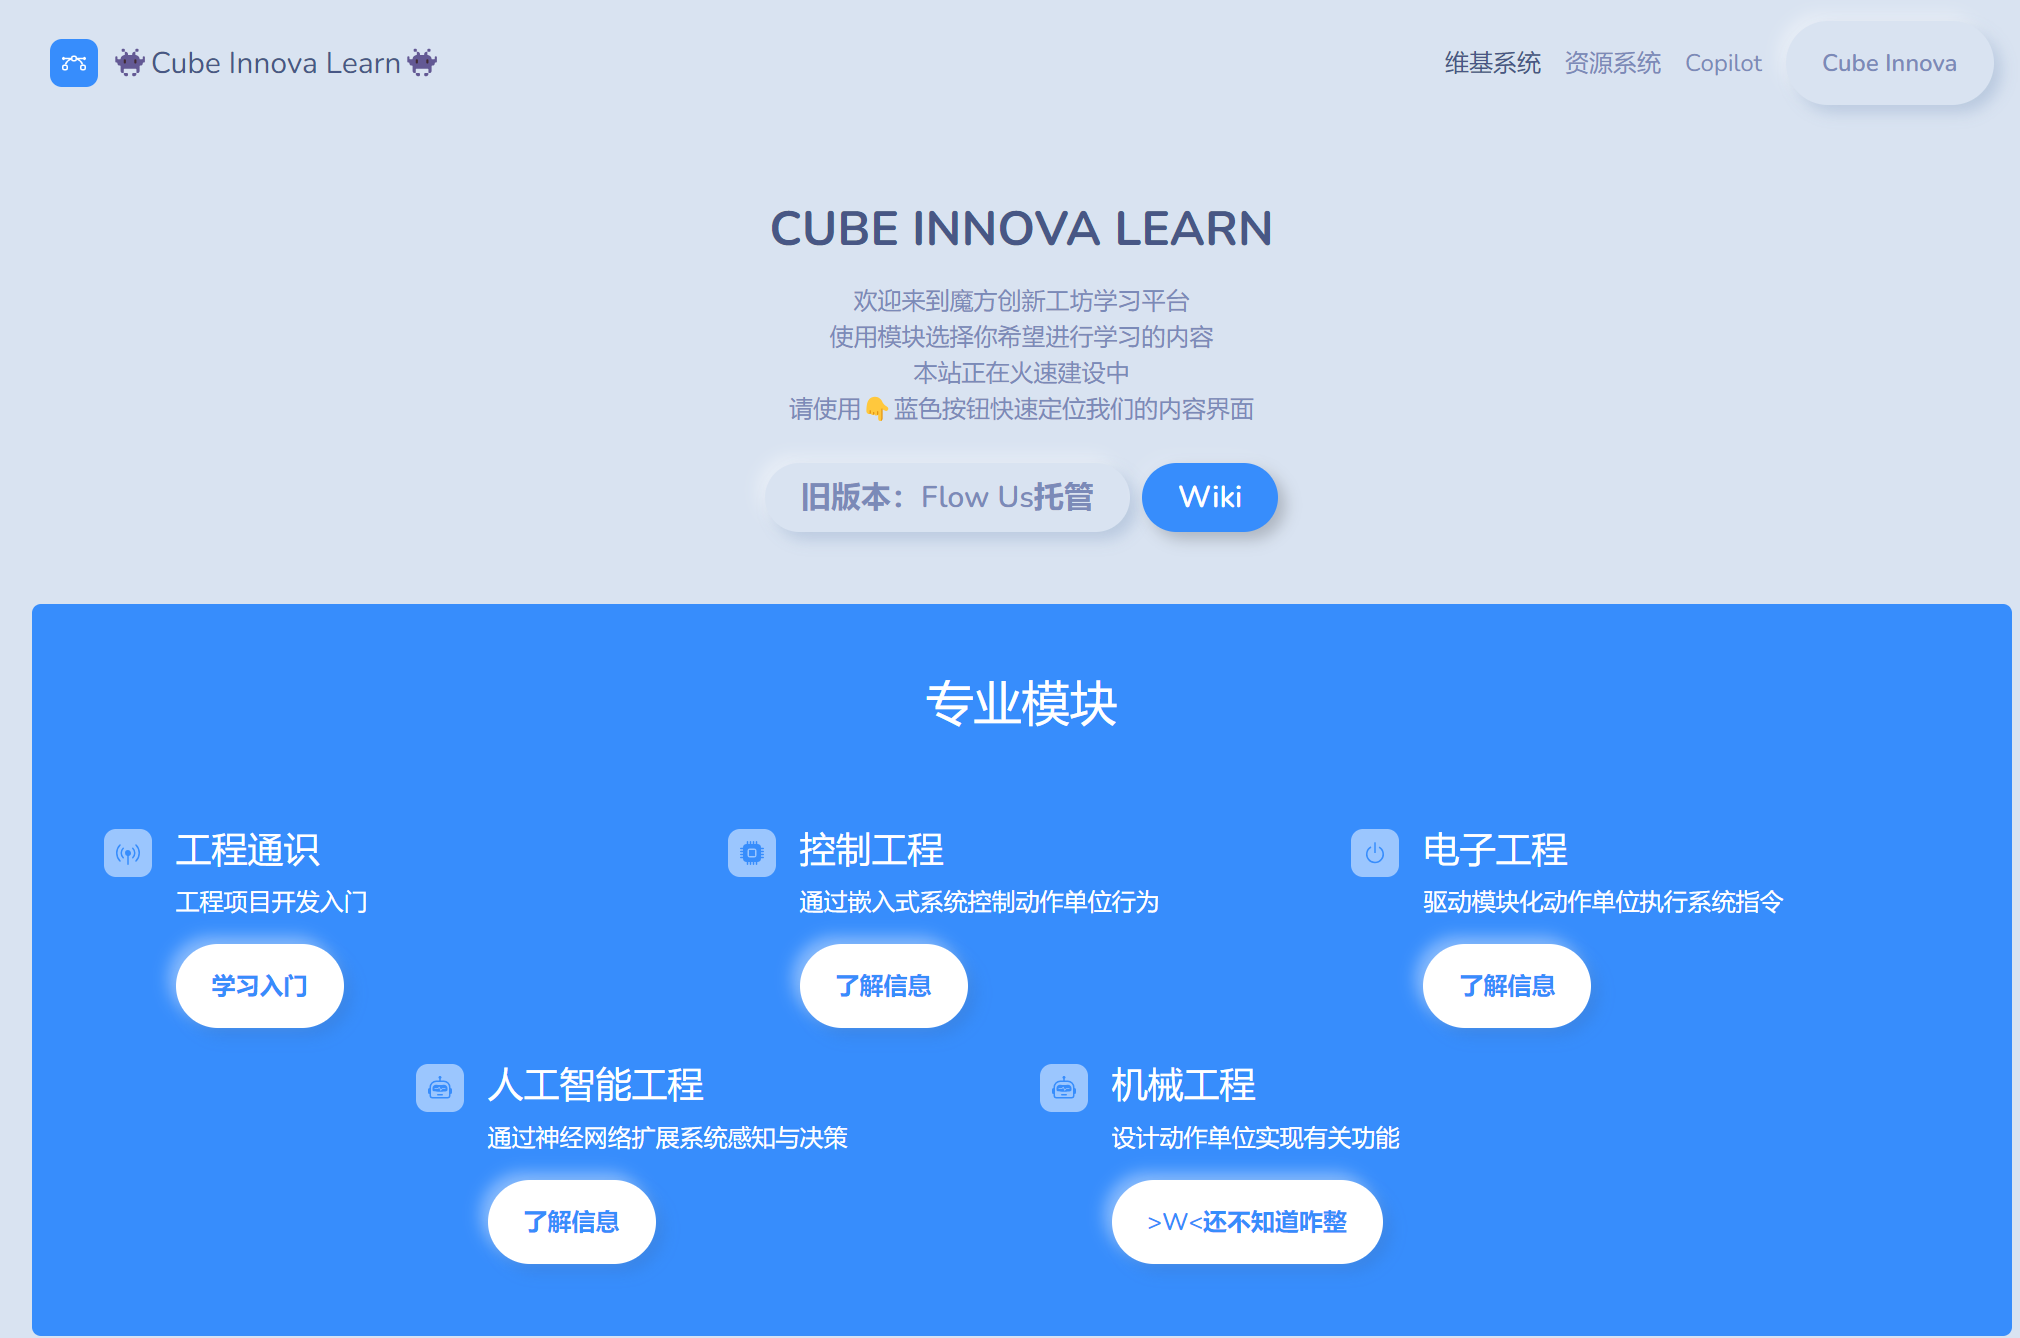 👾Cube Innova Learn👾
维基系统 资源系统 Copilot Cube Innova
CUBE INNOVA LEARN
欢迎来到魔方创新工坊学习平台
使用模块选择你希望进行学习的内容
本站正在火速建设中
请使用👇蓝色按钮快速定位我们的内容界面
旧版本：Flow Us托管 Wiki
专业模块
工程通识
工程项目开发入门
学习入门
控制工程
通过嵌入式系统控制动作单位行为
了解信息
电子工程
驱动模块化动作单位执行系统指令
了解信息
人工智能工程
通过神经网络扩展系统感知与决策
了解信息
机械工程
设计动作单位实现有关功能
>W<还不知道咋整